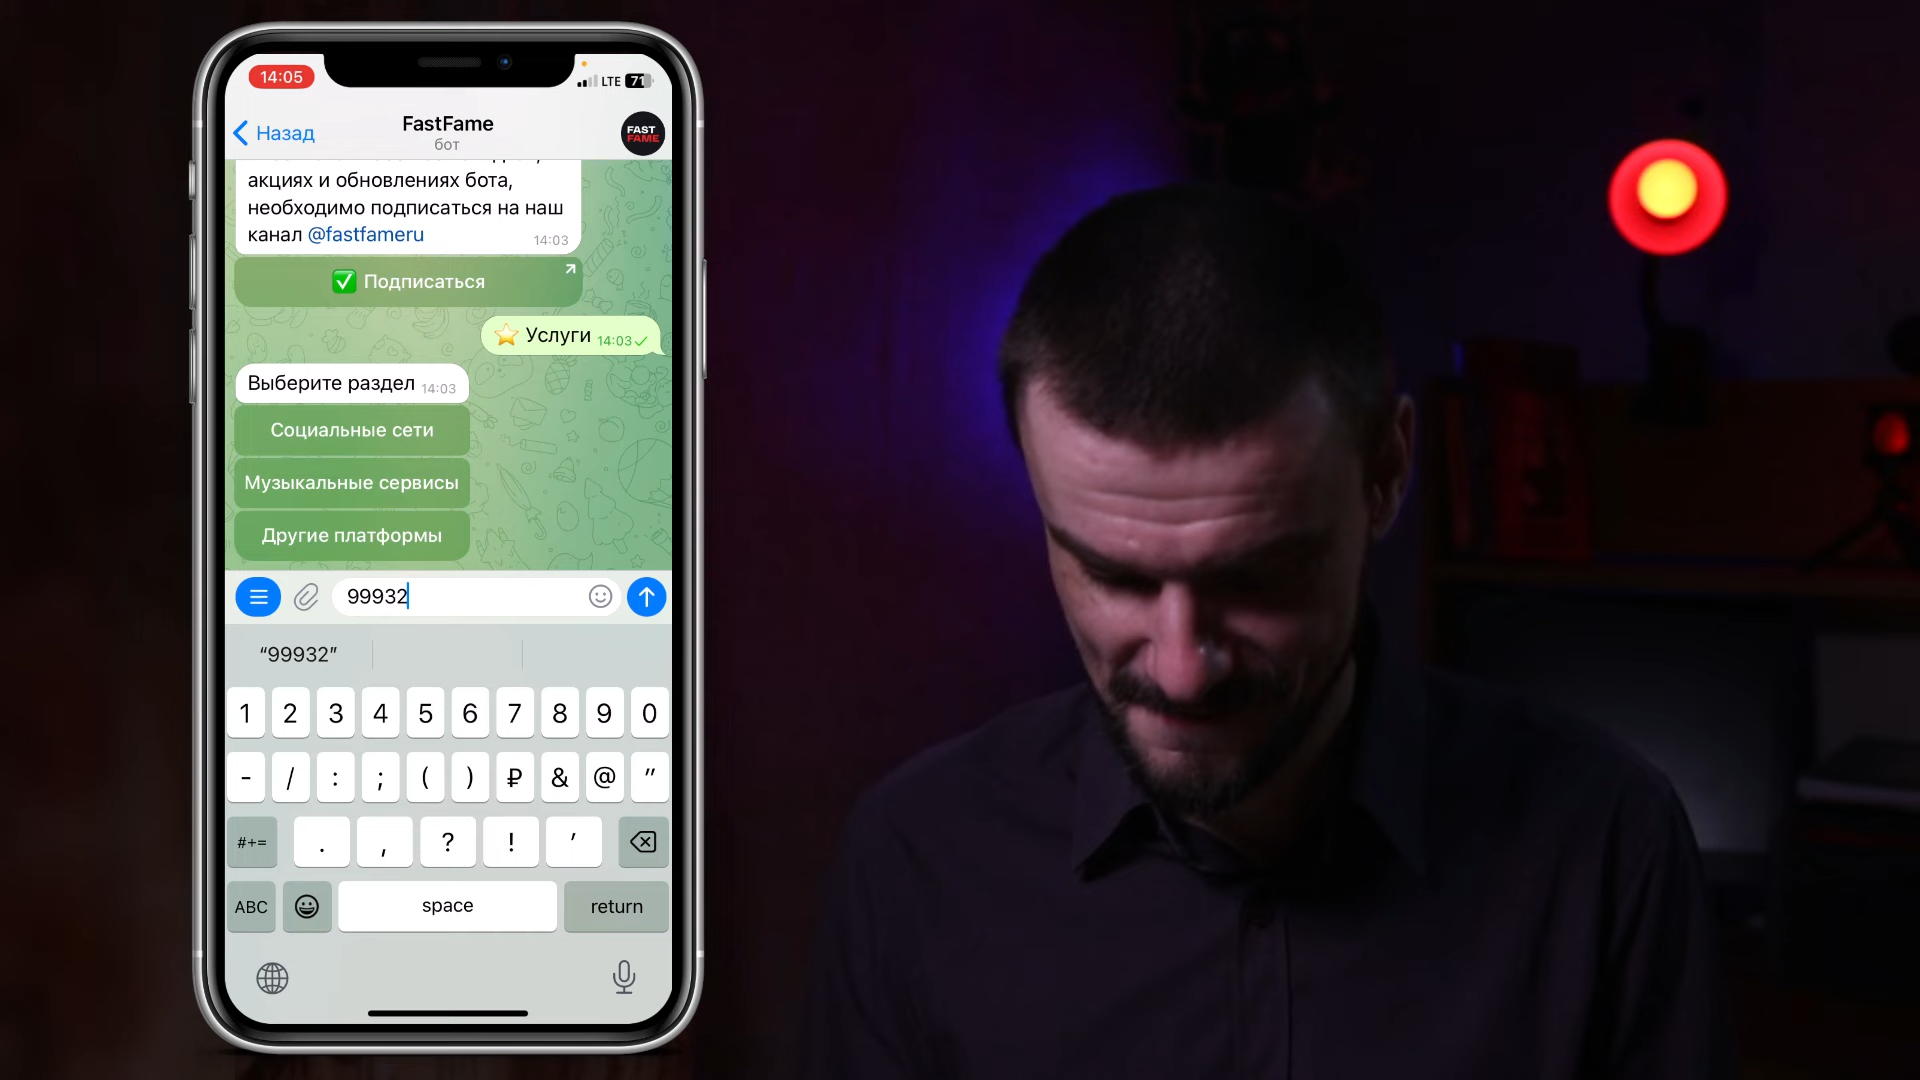 14:05
LTE 71
Назад
FastFame
бот
FAST
FAME
акциях и обновлениях бота,
необходимо подписаться на наш
канал @fastfameru
14:03
✅ Подписаться
⭐ Услуги 14:03
Выберите раздел 14:03
Социальные сети
Музыкальные сервисы
Другие платформы
99932
“99932”
1 2 3 4 5 6 7 8 9 0
- / : ; ( ) ₽ & @ "
#+= . , ? ! '
ABC space return